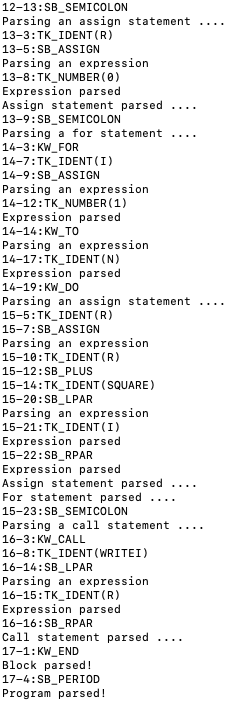 12-13:SB_SEMICOLON
Parsing an assign statement ....
13-3:TK_IDENT(R)
13-5:SB_ASSIGN
Parsing an expression
13-8:TK_NUMBER(0)
Expression parsed
Assign statement parsed ....
13-9:SB_SEMICOLON
Parsing a for statement ....
14-3:KW_FOR
14-7:TK_IDENT(I)
14-9:SB_ASSIGN
Parsing an expression
14-12:TK_NUMBER(1)
Expression parsed
14-14:KW_TO
Parsing an expression
14-17:TK_IDENT(N)
Expression parsed
14-19:KW_DO
Parsing an assign statement ....
15-5:TK_IDENT(R)
15-7:SB_ASSIGN
Parsing an expression
15-10:TK_IDENT(R)
15-12:SB_PLUS
15-14:TK_IDENT(SQUARE)
15-20:SB_LPAR
Parsing an expression
15-21:TK_IDENT(I)
Expression parsed
15-22:SB_RPAR
Expression parsed
Assign statement parsed ....
For statement parsed ....
15-23:SB_SEMICOLON
Parsing a call statement ....
16-3:KW_CALL
16-8:TK_IDENT(WRITEI)
16-14:SB_LPAR
Parsing an expression
16-15:TK_IDENT(R)
Expression parsed
16-16:SB_RPAR
Call statement parsed ....
17-1:KW_END
Block parsed!
17-4:SB_PERIOD
Program parsed!